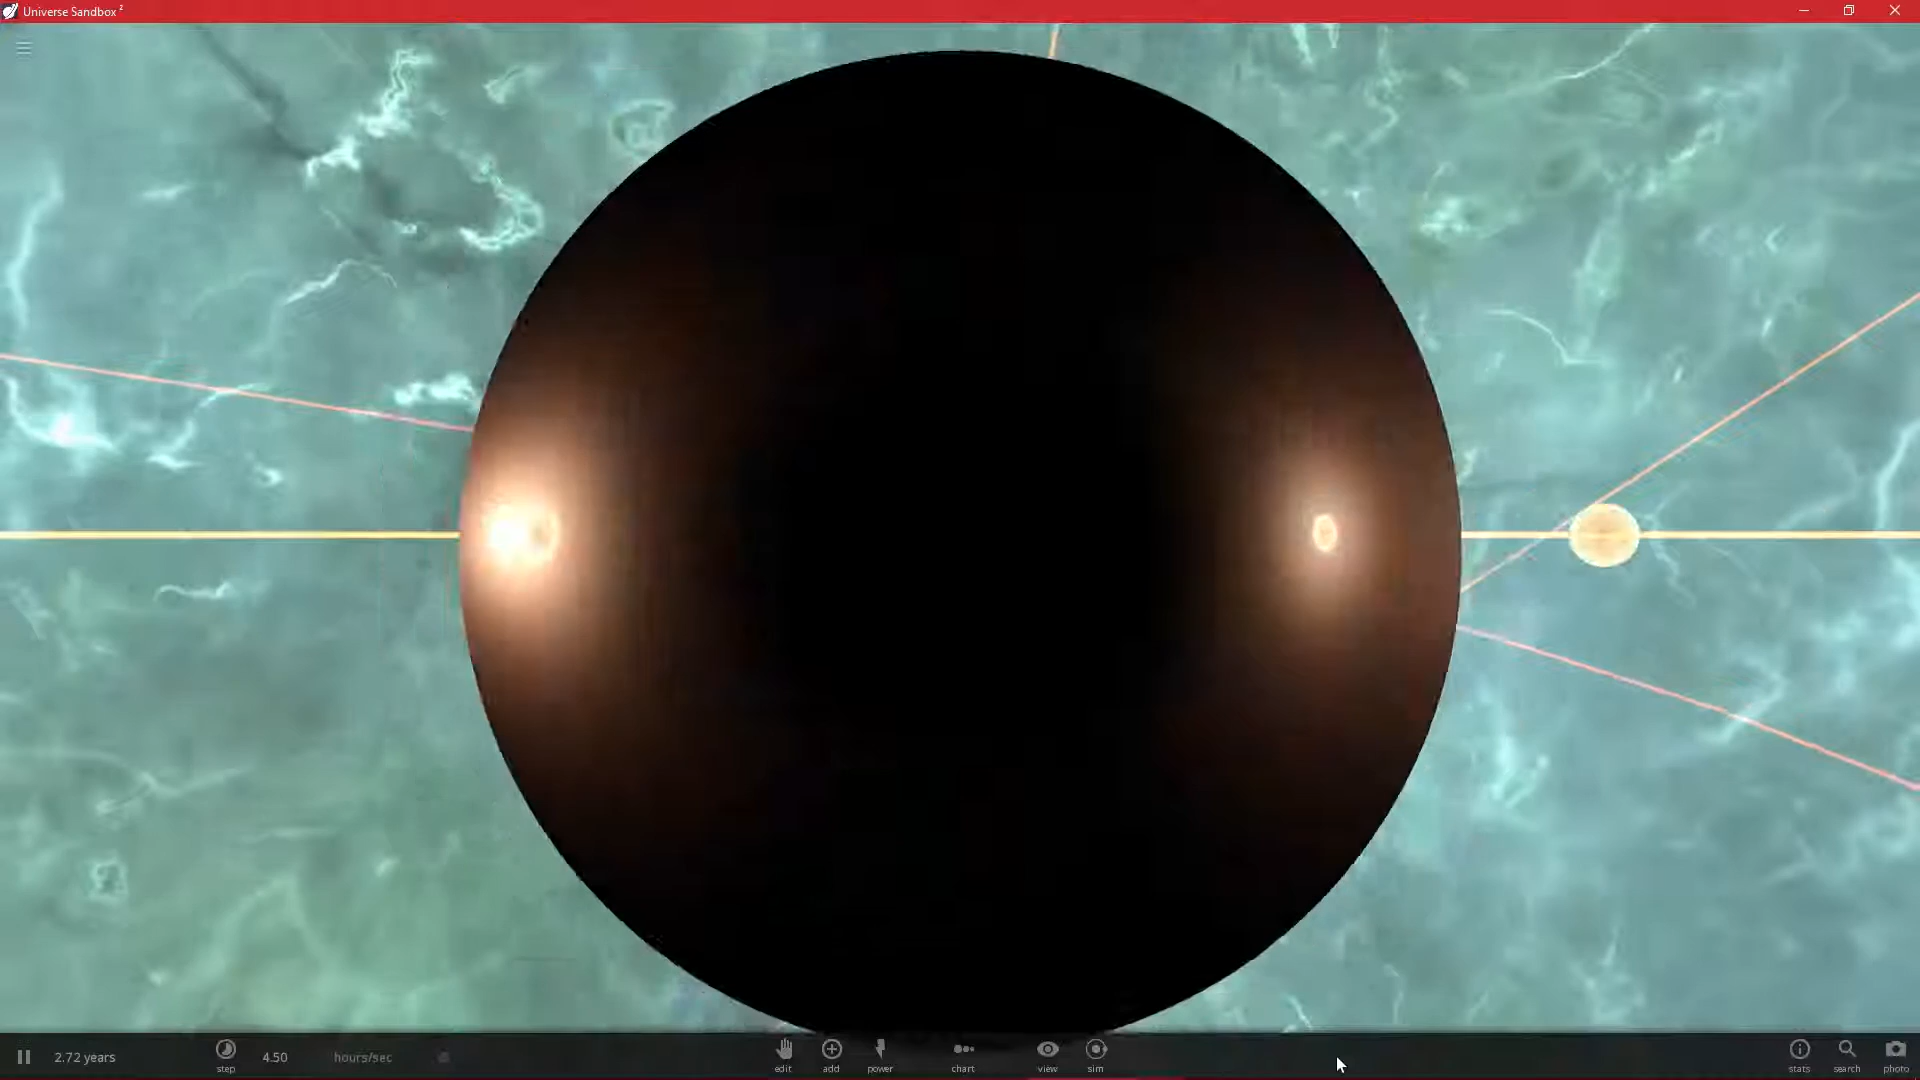 Universe Sandbox ²
2.72 years
step
4.50
hours/sec
edit
add
power
chart
view
sim
stats
search
photo